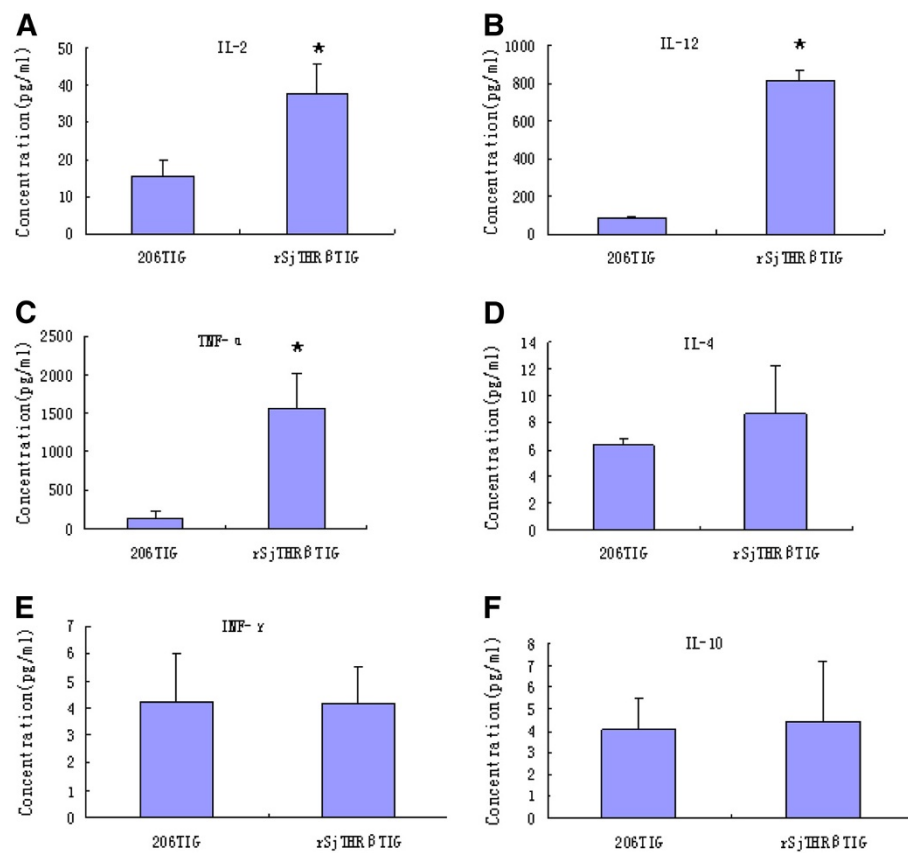 A
IL-2
*
Concentration(pg/ml)
50
40
30
20
10
0
206TIG
rSjTHRβTIG
B
IL-12
*
Concentration(pg/ml)
1000
800
600
400
200
0
206TIG
rSjTHRβTIG
C
TNF-α
*
Concentration(pg/ml)
2500
2000
1500
1000
500
0
206TIG
rSjTHRβTIG
D
IL-4
Concentration(pg/ml)
14
12
10
8
6
4
2
0
206TIG
rSjTHRβTIG
E
INF-γ
Concentration(pg/ml)
7
6
5
4
3
2
1
0
206TIG
rSjTHRβTIG
F
IL-10
Concentration(pg/ml)
8
7
6
5
4
3
2
1
0
206TIG
rSjTHRβTIG